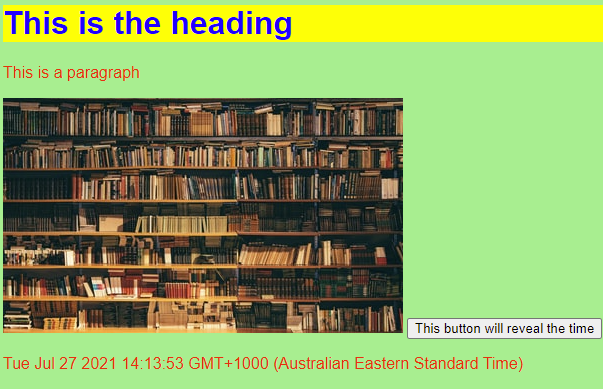 This is the heading
This is a paragraph
This button will reveal the time
Tue Jul 27 2021 14:13:53 GMT+1000 (Australian Eastern Standard Time)